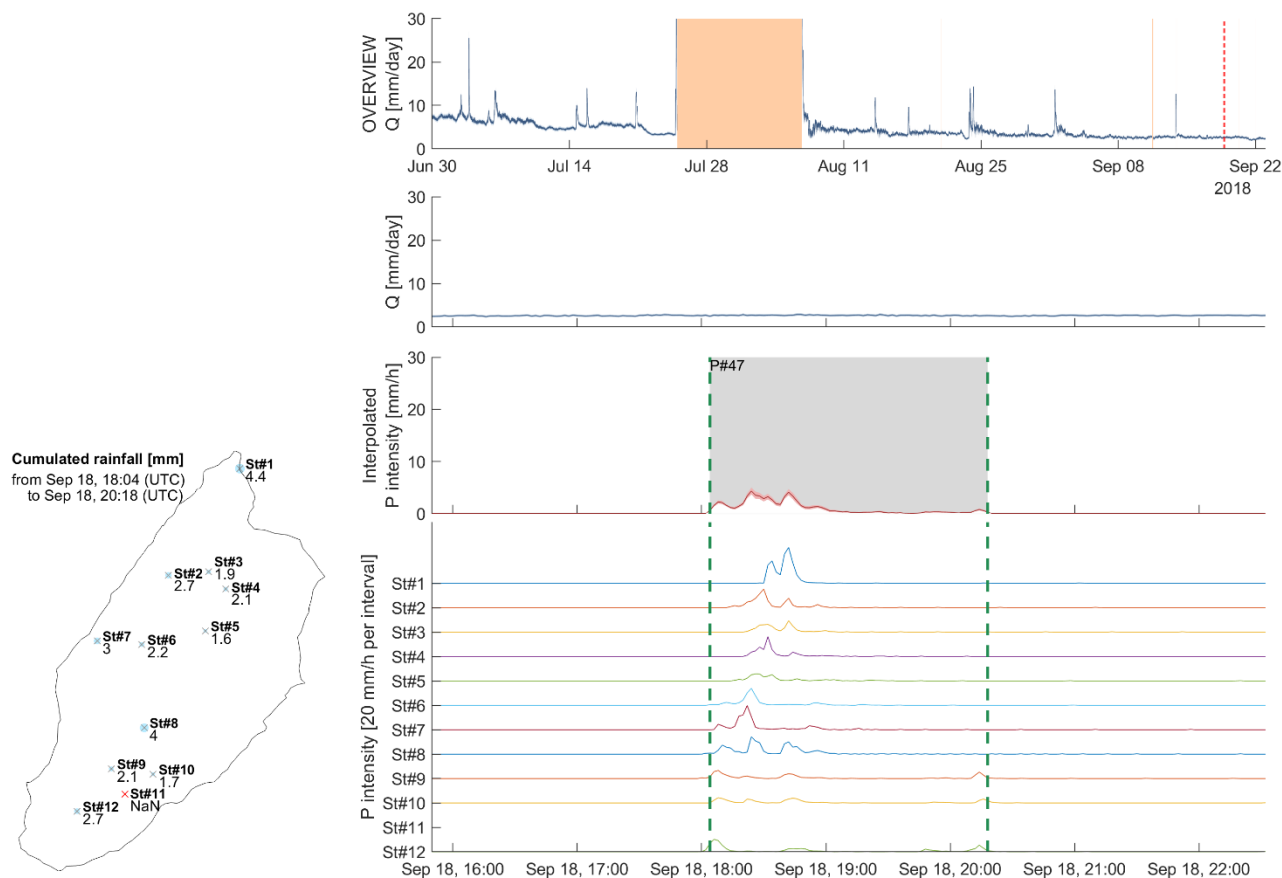 OVERVIEW
Q [mm/day]
30
20
10
0
Jun 30
Jul 14
Jul 28
Aug 11
Aug 25
Sep 08
Sep 22
2018
Q [mm/day]
30
20
10
0
Interpolated
P intensity [mm/h]
30
20
10
0
P#47
Cumulated rainfall [mm]
from Sep 18, 18:04 (UTC)
to Sep 18, 20:18 (UTC)
St#1
4.4
St#3
1.9
St#2
2.7
St#4
2.1
St#5
1.6
St#7
3
St#6
2.2
St#8
4
St#9
2.1
St#10
1.7
St#11
NaN
St#12
2.7
P intensity [20 mm/h per interval]
St#1
St#2
St#3
St#4
St#5
St#6
St#7
St#8
St#9
St#10
St#11
St#12
Sep 18, 16:00
Sep 18, 17:00
Sep 18, 18:00
Sep 18, 19:00
Sep 18, 20:00
Sep 18, 21:00
Sep 18, 22:00